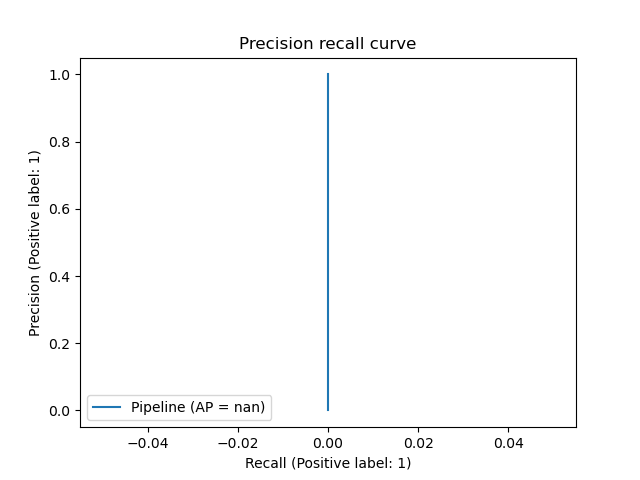 Precision recall curve
1.0
0.8
0.6
0.4
0.2
0.0
Precision (Positive label: 1)
Pipeline (AP = nan)
−0.04 −0.02 0.00 0.02 0.04
Recall (Positive label: 1)